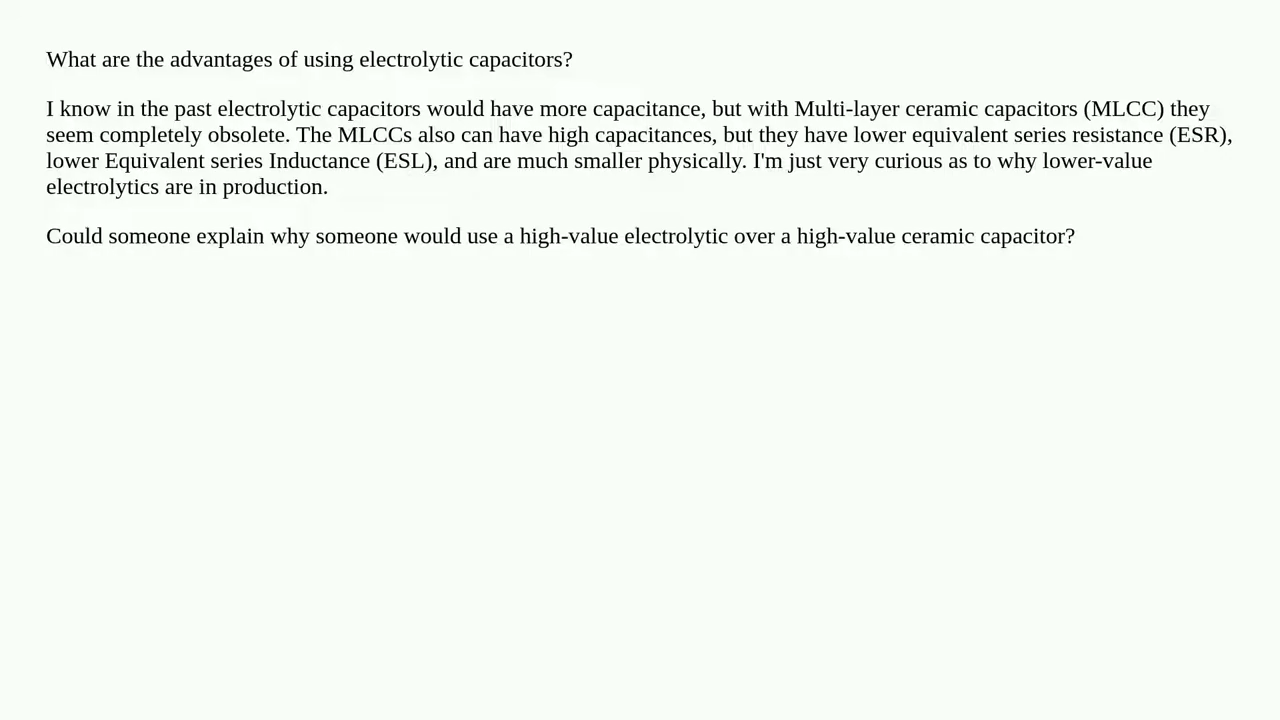 What are the advantages of using electrolytic capacitors?
I know in the past electrolytic capacitors would have more capacitance, but with Multi-layer ceramic capacitors (MLCC) they
seem completely obsolete. The MLCCs also can have high capacitances, but they have lower equivalent series resistance (ESR),
lower Equivalent series Inductance (ESL), and are much smaller physically. I'm just very curious as to why lower-value
electrolytics are in production.
Could someone explain why someone would use a high-value electrolytic over a high-value ceramic capacitor?